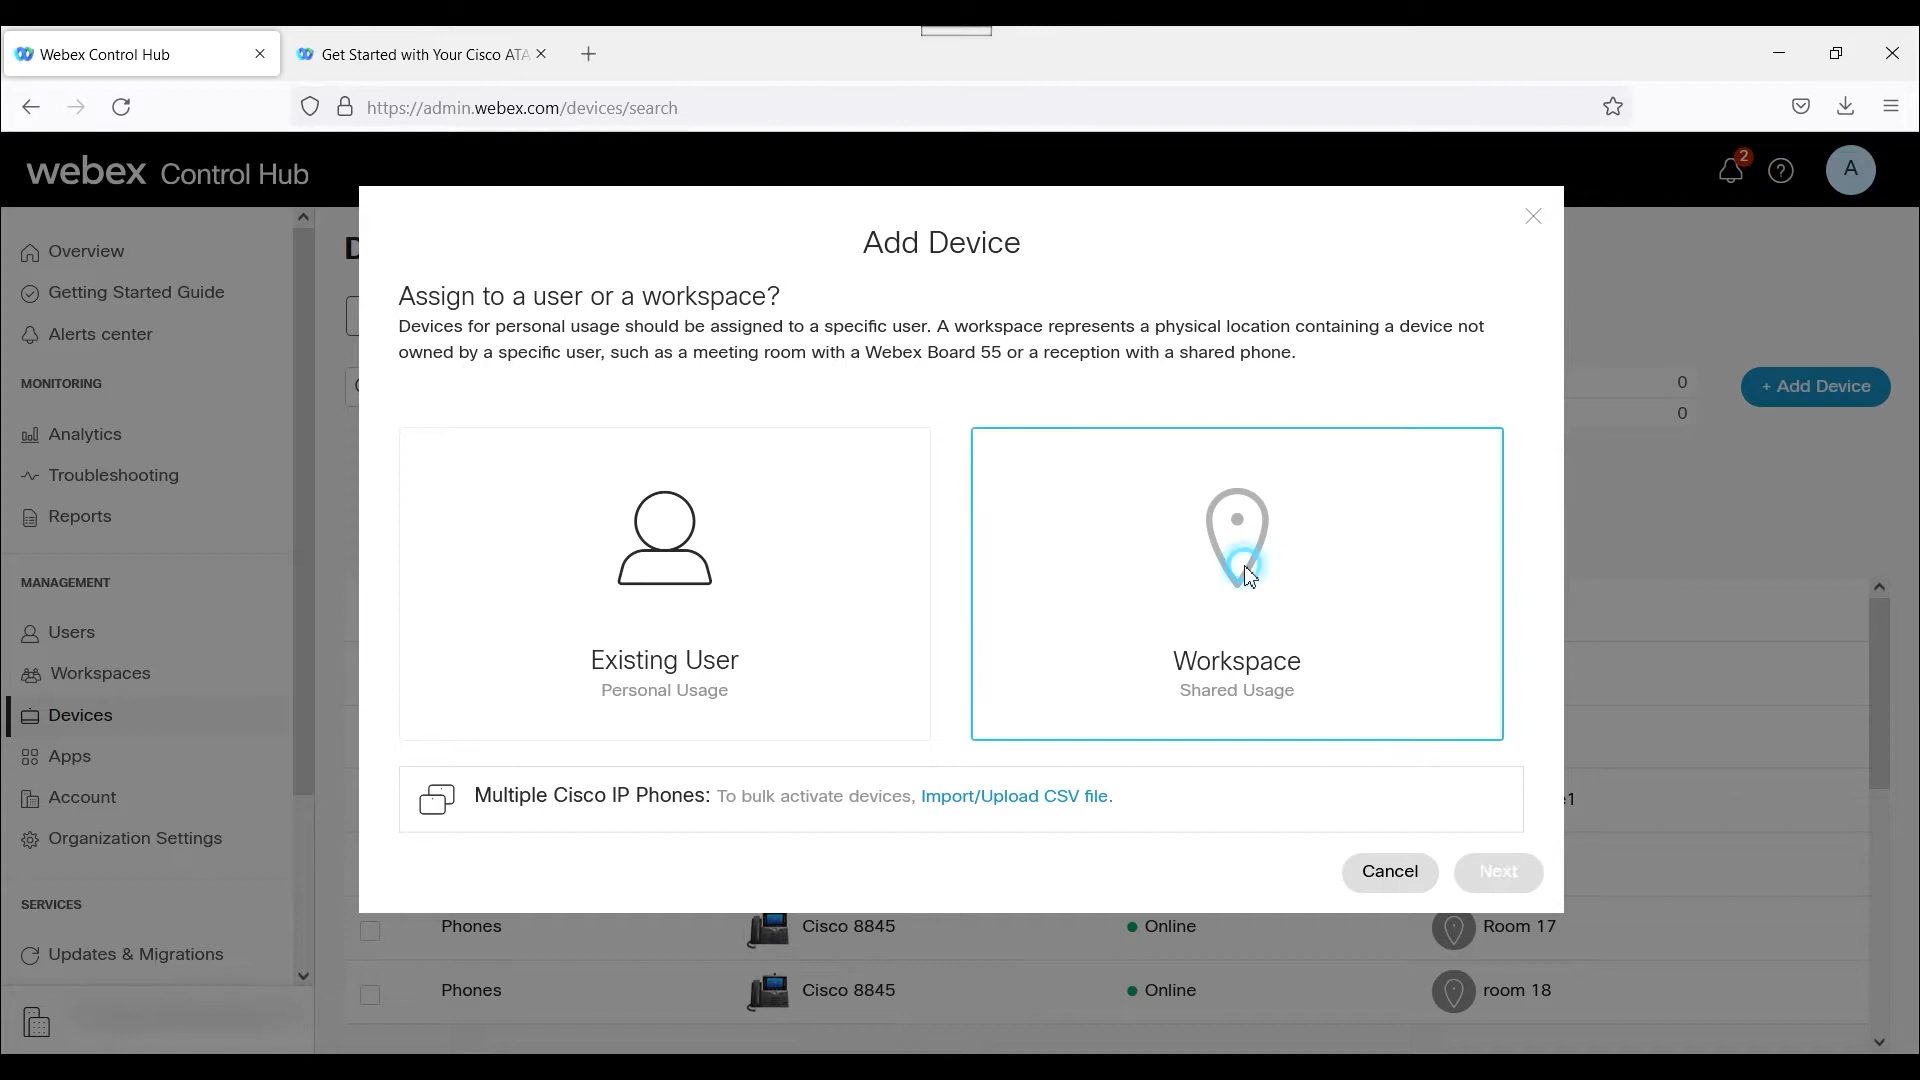 Webex Control Hub
Get Started with Your Cisco ATA
https://admin.webex.com/devices/search
webex Control Hub
2
A
Overview
Getting Started Guide
Alerts center
MONITORING
Analytics
Troubleshooting
Reports
MANAGEMENT
Users
Workspaces
Devices
Apps
Account
Organization Settings
SERVICES
Updates & Migrations
D
Add Device
Assign to a user or a workspace?
Devices for personal usage should be assigned to a specific user. A workspace represents a physical location containing a device not
owned by a specific user, such as a meeting room with a Webex Board 55 or a reception with a shared phone.
Existing User
Personal Usage
Workspace
Shared Usage
Multiple Cisco IP Phones: To bulk activate devices, Import/Upload CSV file.
Cancel
Next
0
0
+ Add Device
Phones
Cisco 8845
Online
Room 17
Phones
Cisco 8845
Online
room 18